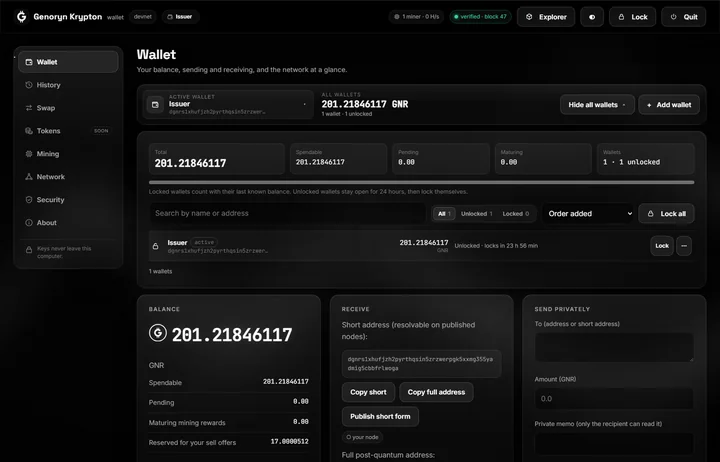 Genoryn Krypton wallet devnet Issuer
1 miner · 0 H/s verified · block 47 Explorer Lock Quit
Wallet
History
Swap
Tokens SOON
Mining
Network
Security
About
Keys never leave this
computer.
Wallet
Your balance, sending and receiving, and the network at a glance.
ACTIVE WALLET
Issuer
ALL WALLETS
201.21846117 GNR
1 wallet · 1 unlocked
Hide all wallets
+ Add wallet
Total
201.21846117
Spendable
201.21846117
Pending
0.00
Maturing
0.00
Wallets
1 · 1 unlocked
Locked wallets count with their last known balance. Unlocked wallets stay open for 24 hours, then lock themselves.
Search by name or address
All 1 Unlocked 1 Locked 0
Order added
Lock all
Issuer active
201.21846117
GNR
Unlocked · locks in 23 h 56 min
Lock
1 wallets
BALANCE
201.21846117
GNR
Spendable 201.21846117
Pending 0.00
Maturing mining rewards 0.00
Reserved for your sell offers 17.0000512
RECEIVE
Short address (resolvable on published
nodes):
Copy short Copy full address
Publish short form
your node
Full post-quantum address:
SEND PRIVATELY
To (address or short address)
Amount (GNR)
0.0
Private memo (only the recipient can read it)